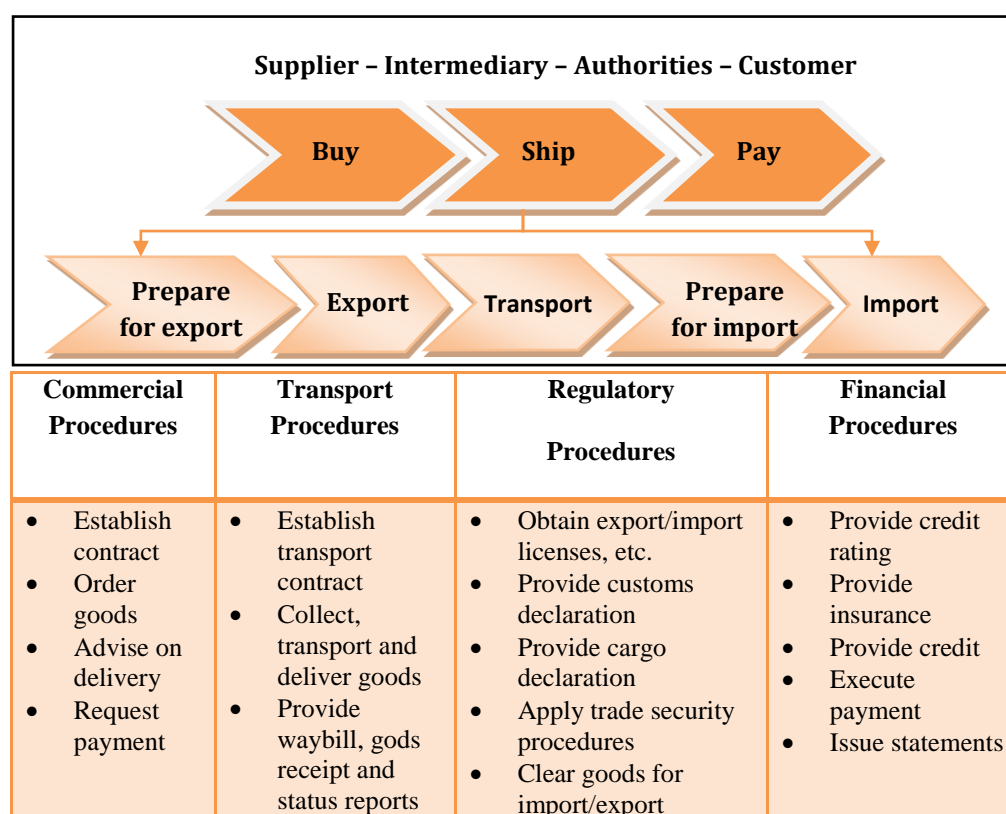 Supplier – Intermediary – Authorities – Customer
Buy
Ship
Pay
Prepare
for export
Export
Transport
Prepare
for import
Import
Commercial
Procedures
Transport
Procedures
Regulatory
Procedures
Financial
Procedures
• Establish
contract
• Order
goods
• Advise on
delivery
• Request
payment
• Establish
transport
contract
• Collect,
transport and
deliver goods
• Provide
waybill, gods
receipt and
status reports
• Obtain export/import
licenses, etc.
• Provide customs
declaration
• Provide cargo
declaration
• Apply trade security
procedures
• Clear goods for
import/export
• Provide credit
rating
• Provide
insurance
• Provide credit
• Execute
payment
• Issue statements